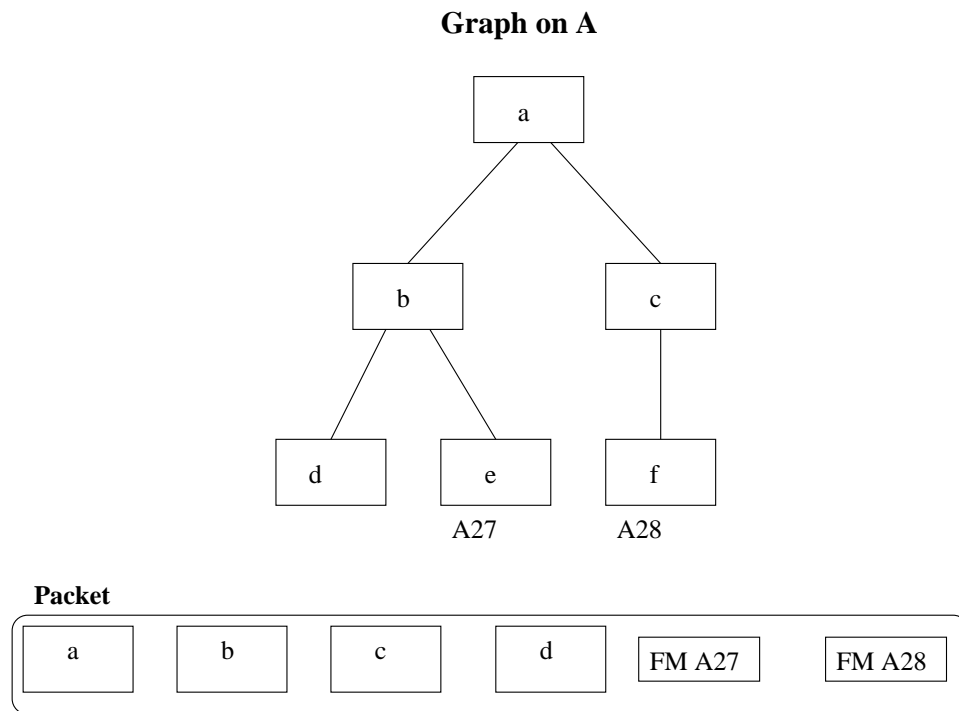 Graph on A
a
b c
d e f
A27 A28
Packet
a b c d FM A27 FM A28